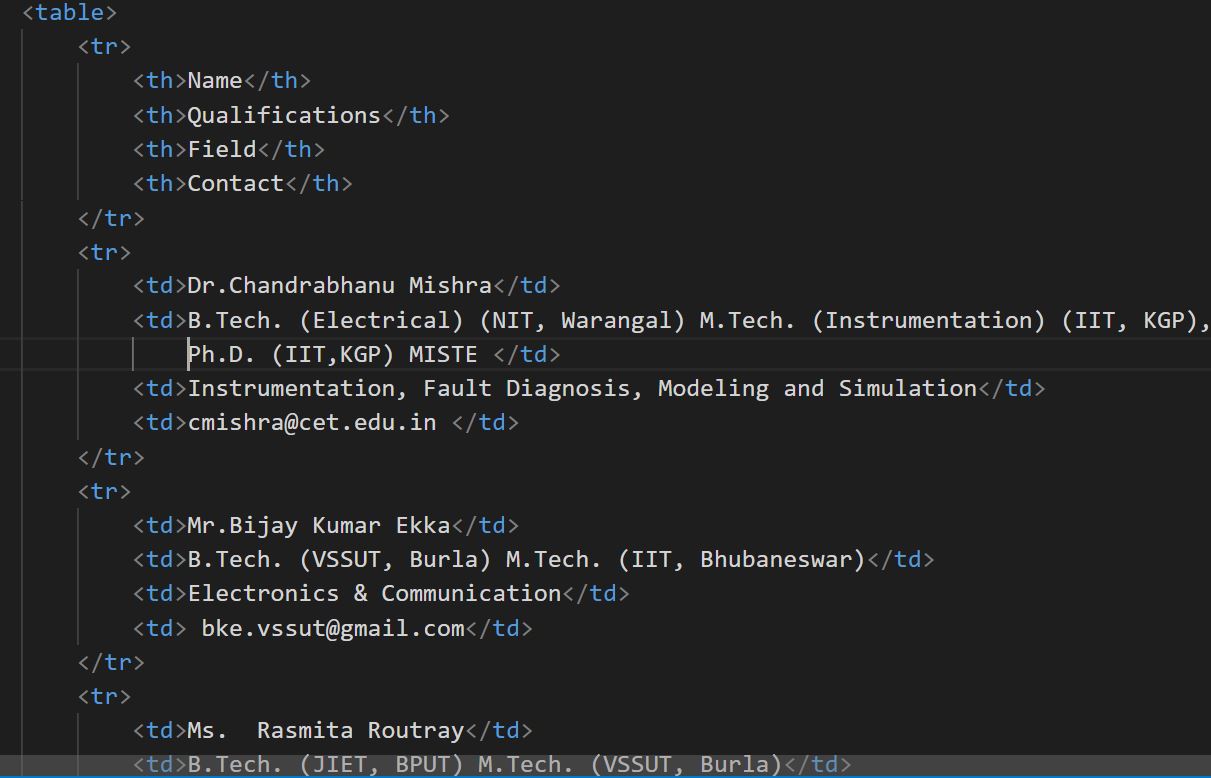 <table>
<tr>
<th>Name</th>
<th>Qualifications</th>
<th>Field</th>
<th>Contact</th>
</tr>
<tr>
<td>Dr.Chandrabhanu Mishra</td>
<td>B.Tech. (Electrical) (NIT, Warangal) M.Tech. (Instrumentation) (IIT, KGP),
Ph.D. (IIT,KGP) MISTE </td>
<td>Instrumentation, Fault Diagnosis, Modeling and Simulation</td>
<td>cmishra@cet.edu.in </td>
</tr>
<tr>
<td>Mr.Bijay Kumar Ekka</td>
<td>B.Tech. (VSSUT, Burla) M.Tech. (IIT, Bhubaneswar)</td>
<td>Electronics & Communication</td>
<td> bke.vssut@gmail.com</td>
</tr>
<tr>
<td>Ms.  Rasmita Routray</td>
<td>B.Tech. (JIET, BPUT) M.Tech. (VSSUT, Burla)</td>